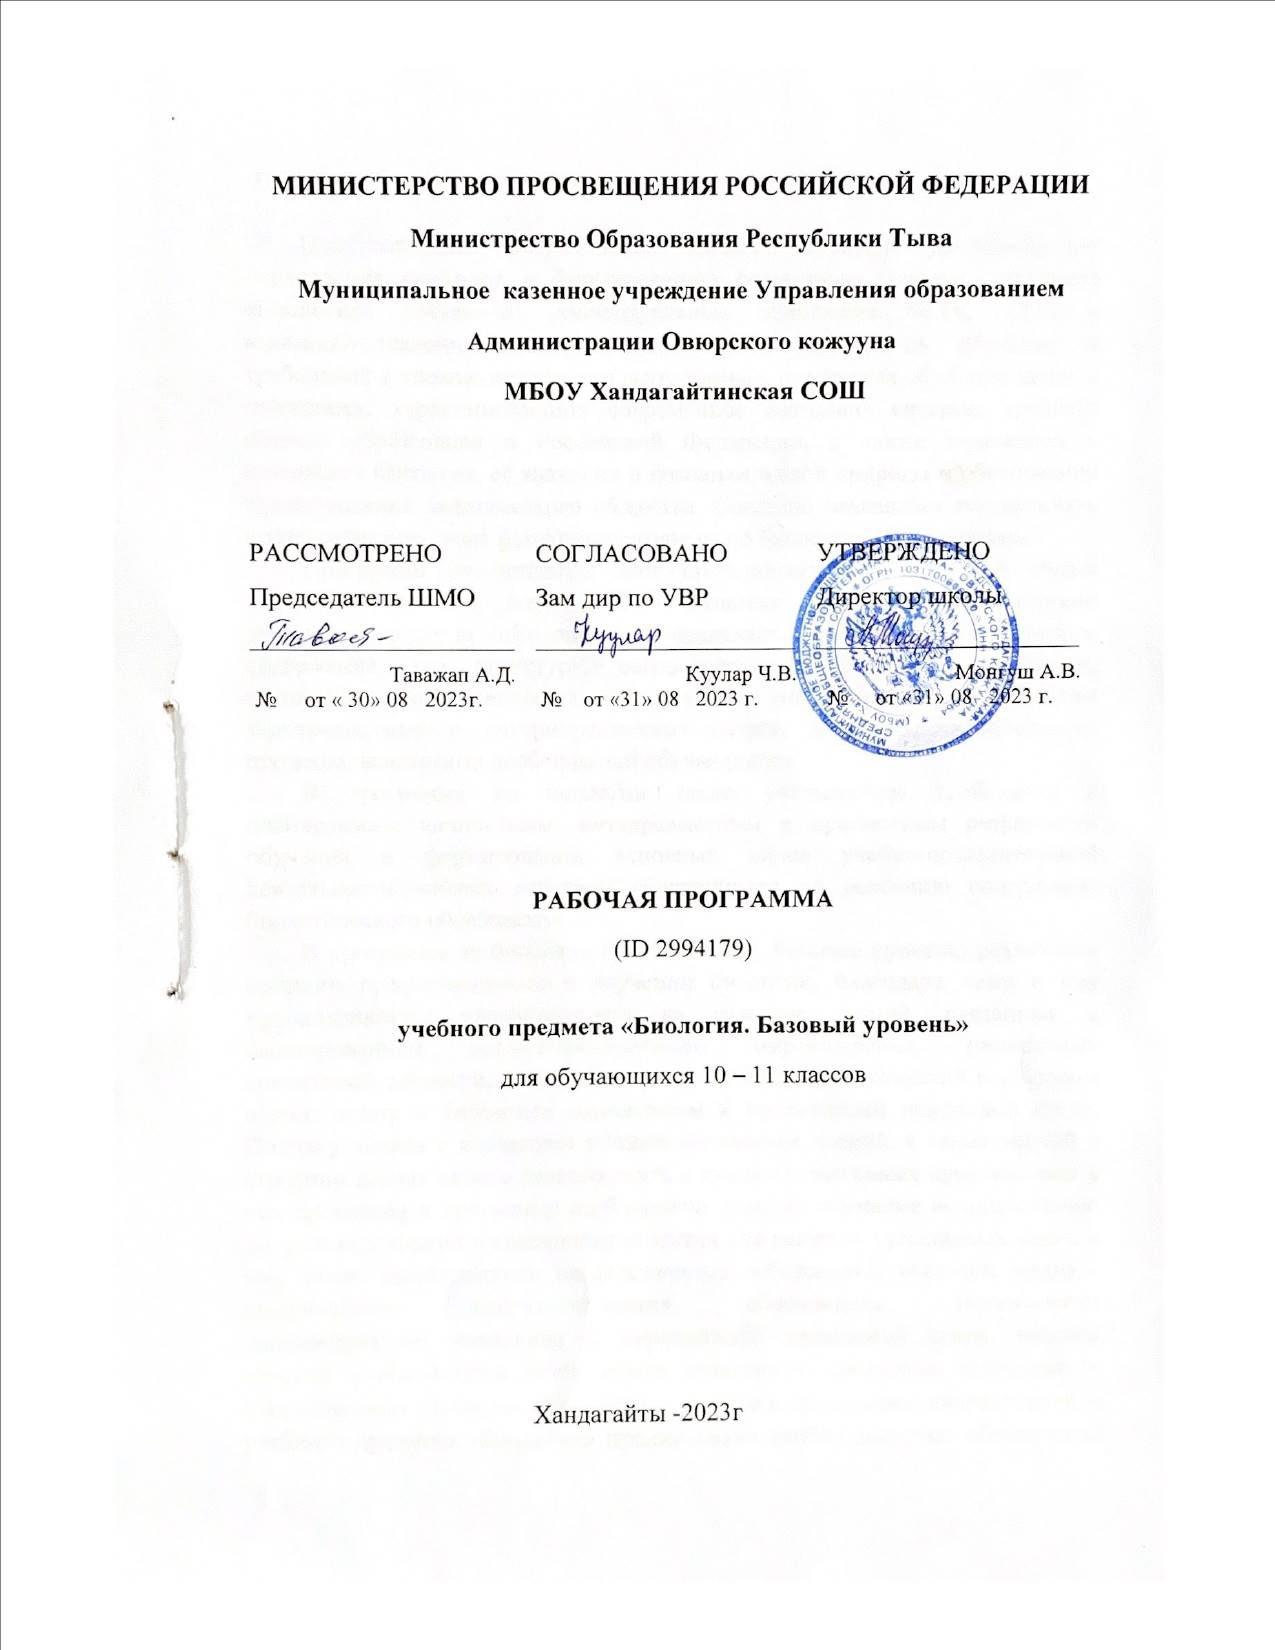 МИНИСТЕРСТВО ПРОСВЕЩЕНИЯ РОССИЙСКОЙ ФЕДЕРАЦИИ
Министрество Образования Республики Тыва
Муниципальное казенное учреждение Управления образованием
Администрации Овюрского кожууна
МБОУ Хандагайтинская СОШ
РАССМОТРЕНО
Председатель ШМО
Таважап А.Д.
№ от « 30» 08 2023г.
СОГЛАСОВАНО
Зам дир по УВР
Куулар
Куулар Ч.В.
№ от «31» 08 2023 г.
УТВЕРЖДЕНО
Директор школы
Монгуш А.В.
№ от «31» 08 2023 г.
РАБОЧАЯ ПРОГРАММА
(ID 2994179)
учебного предмета «Биология. Базовый уровень»
для обучающихся 10 – 11 классов
Хандагайты -2023г